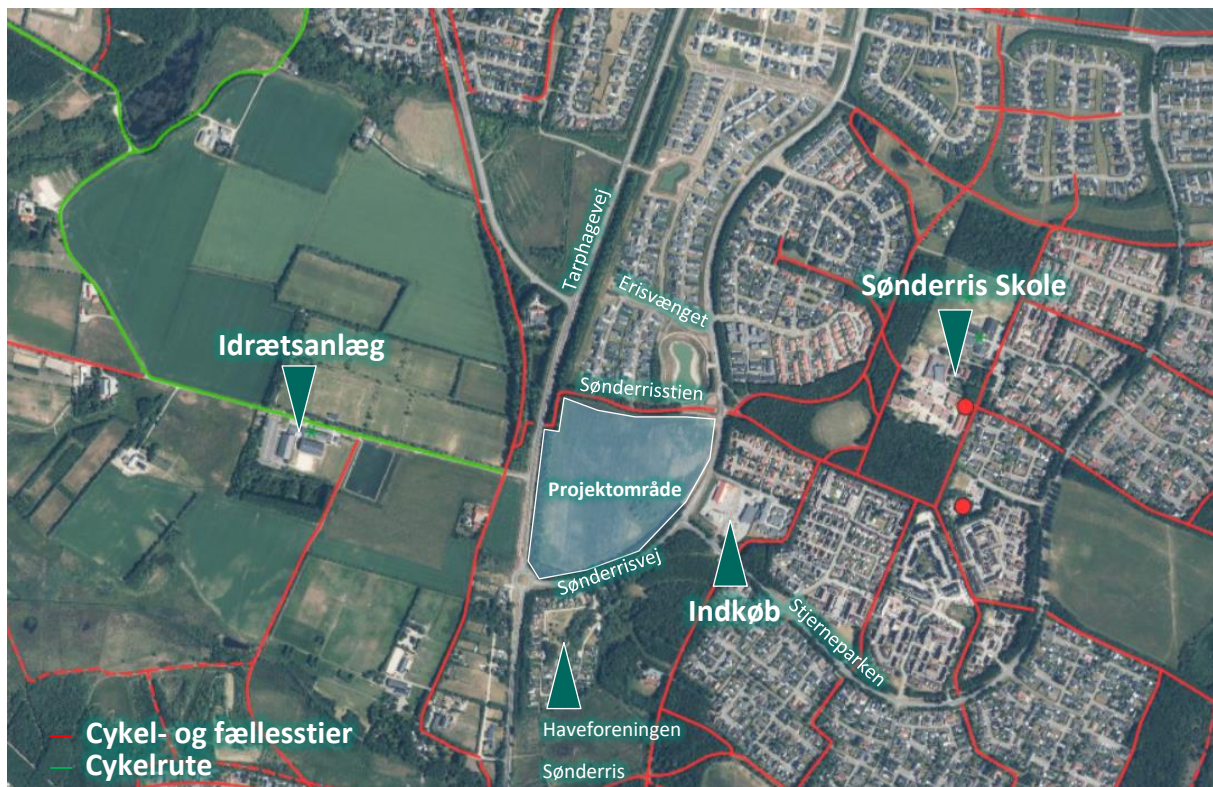 Tarphagevej
Erisvænget
Sønderris Skole
Idrætsanlæg
Sønderrisstien
Projektområde
Sønderrisvej
Indkøb
Stjerneparken
Haveforeningen
Sønderris
Cykel- og fællesstier
Cykelrute